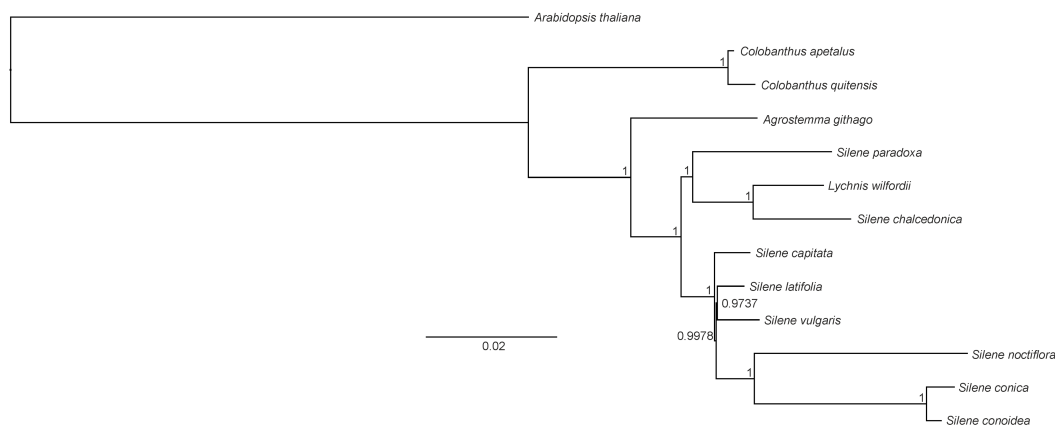 Arabidopsis thaliana
Colobanthus apetalus
1
Colobanthus quitensis
Agrostemma githago
Silene paradoxa
1
1
Lychnis wilfordii
1
Silene chalcedonica
1
Silene capitata
Silene latifolia
1
0.9737
Silene vulgaris
0.9978
0.02
Silene noctiflora
1
Silene conica
1
Silene conoidea